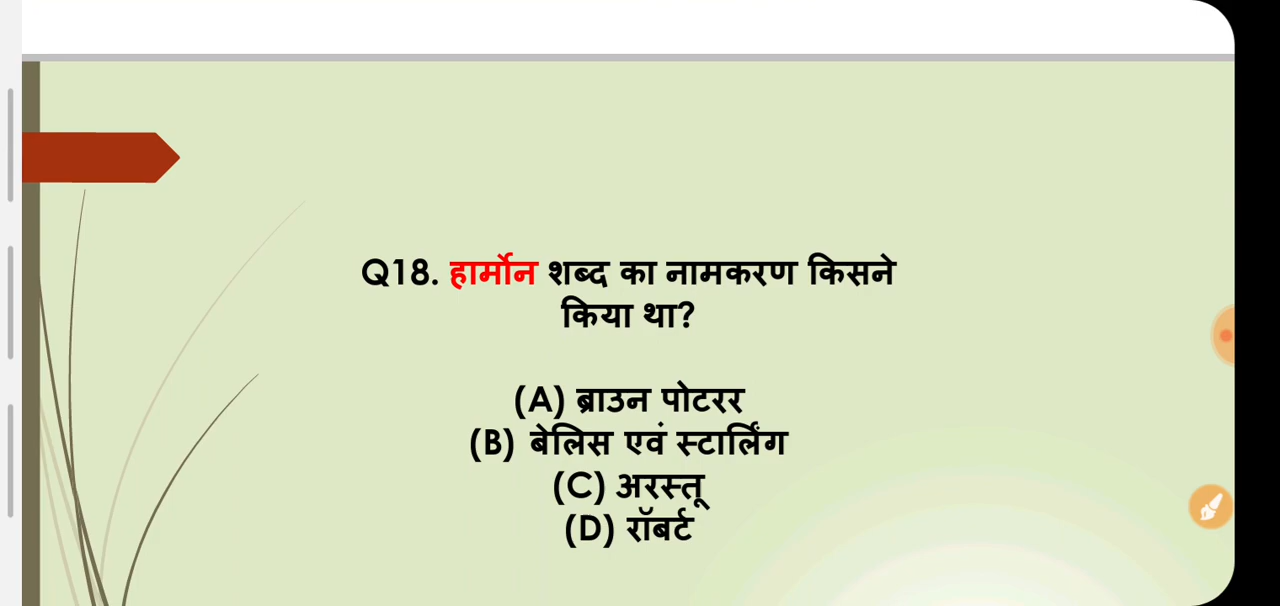 Q18. हार्मोन शब्द का नामकरण किसने
किया था?
(A) ब्राउन पोटरर
(B) बेलिस एवं स्टार्लिंग
(C) अरस्तू
(D) रॉबर्ट